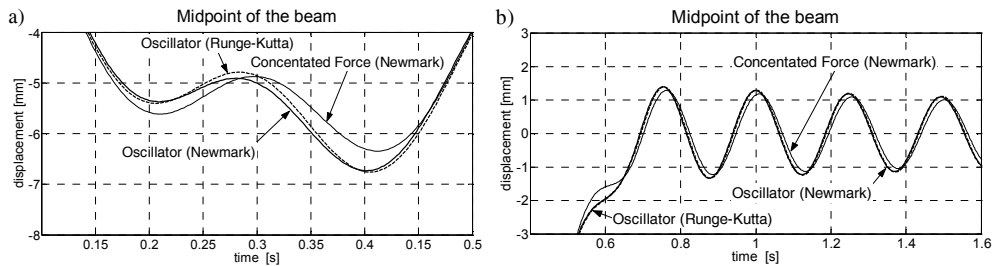 a)
Midpoint of the beam
-4
-5
-6
-7
-8
displacement [mm]
Oscillator (Runge-Kutta)
Concentated Force (Newmark)
Oscillator (Newmark)
0.15 0.2 0.25 0.3 0.35 0.4 0.15 0.5
time [s]
b)
Midpoint of the beam
3
2
1
0
-1
-2
-3
displacement [mm]
Concentated Force (Newmark)
Oscillator (Newmark)
Oscillator (Runge-Kutta)
0.6 0.8 1 1.2 1.4 1.6
time [s]